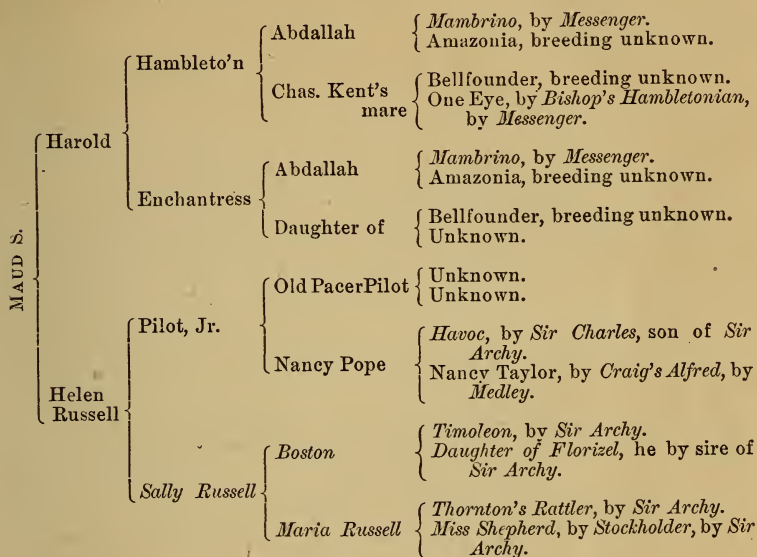 MAUD S.
Harold
Helen
Russell
Hambleto'n
Enchantress
Pilot, Jr.
Sally Russell
Abdallah
Chas. Kent's
mare
Abdallah
Daughter of
Old PacerPilot
Nancy Pope
Boston
Maria Russell
Mambrino, by Messenger.
Amazonia, breeding unknown.
Bellfounder, breeding unknown.
One Eye, by Bishop's Hambletonian,
by Messenger.
Mambrino, by Messenger.
Amazonia, breeding unknown.
Bellfounder, breeding unknown.
Unknown.
Unknown.
Unknown.
Havoc, by Sir Charles, son of Sir
Archy.
Nancy Taylor, by Craig's Alfred, by
Medley.
Timoleon, by Sir Archy.
Daughter of Florizel, he by sire of
Sir Archy.
Thornton's Rattler, by Sir Archy.
Miss Shepherd, by Stockholder, by Sir
Archy.